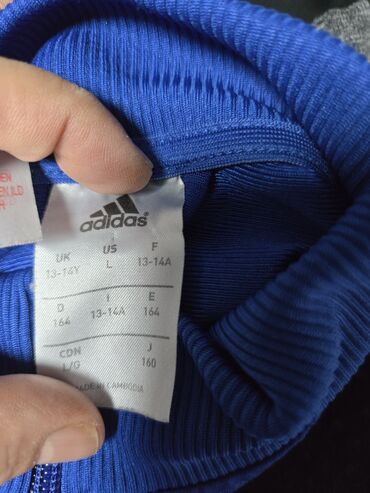 adidas®
UK US F
13-14Y L 13-14A
D I E
164 13-14A 164
CDN J
L/G 160
MADE IN CAMBODIA